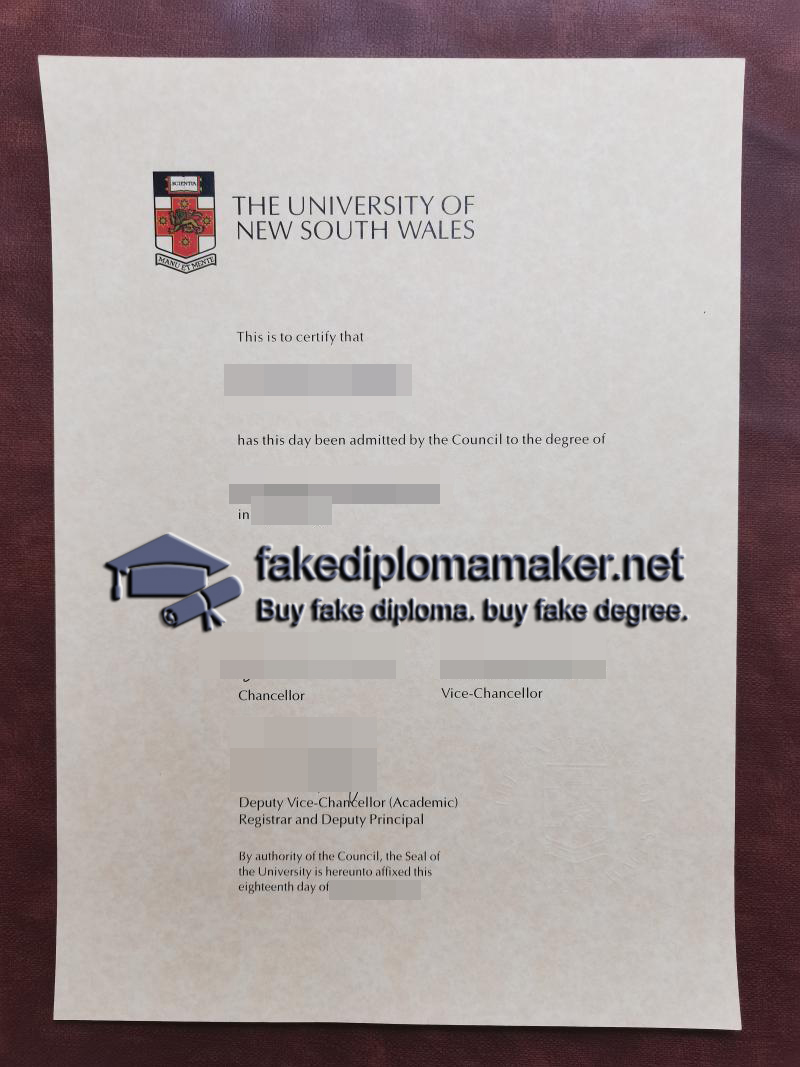 SCIENTIA
MANU ET MENTE
THE UNIVERSITY OF
NEW SOUTH WALES
This is to certify that
has this day been admitted by the Council to the degree of
in
fakediplomamaker.net
Buy fake diploma. buy fake degree.
Chancellor
Vice-Chancellor
Deputy Vice-Chancellor (Academic)
Registrar and Deputy Principal
By authority of the Council, the Seal of
the University is hereunto affixed this
eighteenth day of